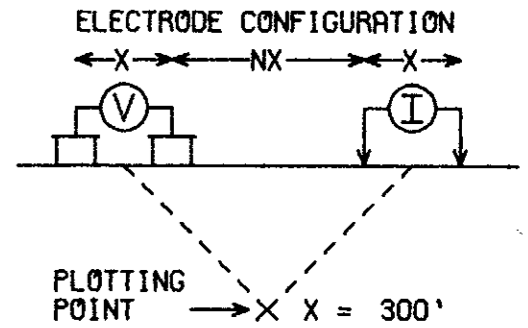 ELECTRODE CONFIGURATION
X NX X
V I
PLOTTING
POINT X X = 300'